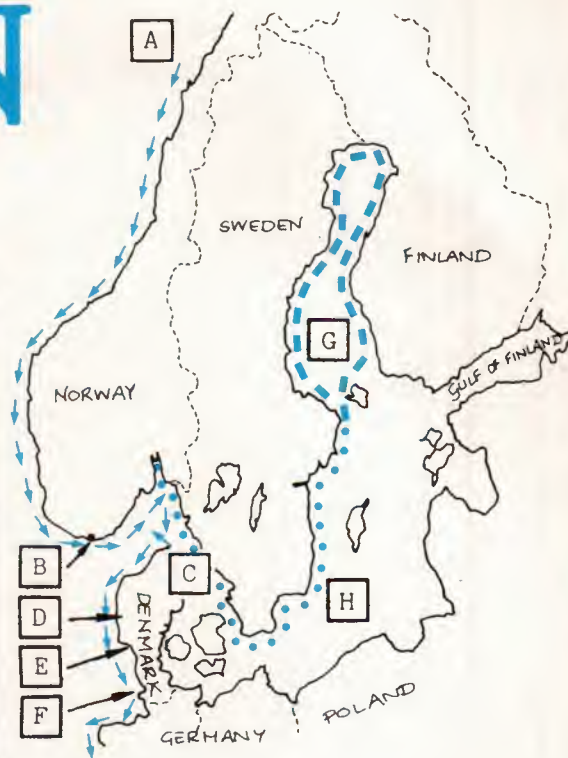 N
A
SWEDEN
FINLAND
G
GULF OF FINLAND
NORWAY
B
C
H
D
DENMARK
E
F
POLAND
GERMANY